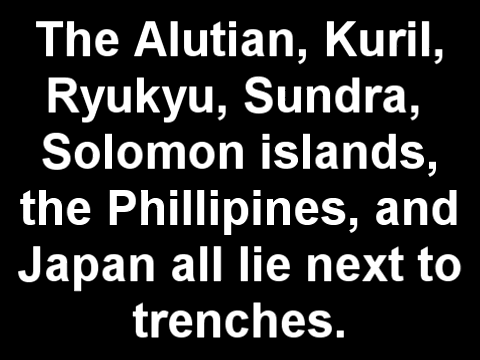 The Alutian, Kuril,
Ryukyu, Sundra,
Solomon islands,
the Phillipines, and
Japan all lie next to
trenches.